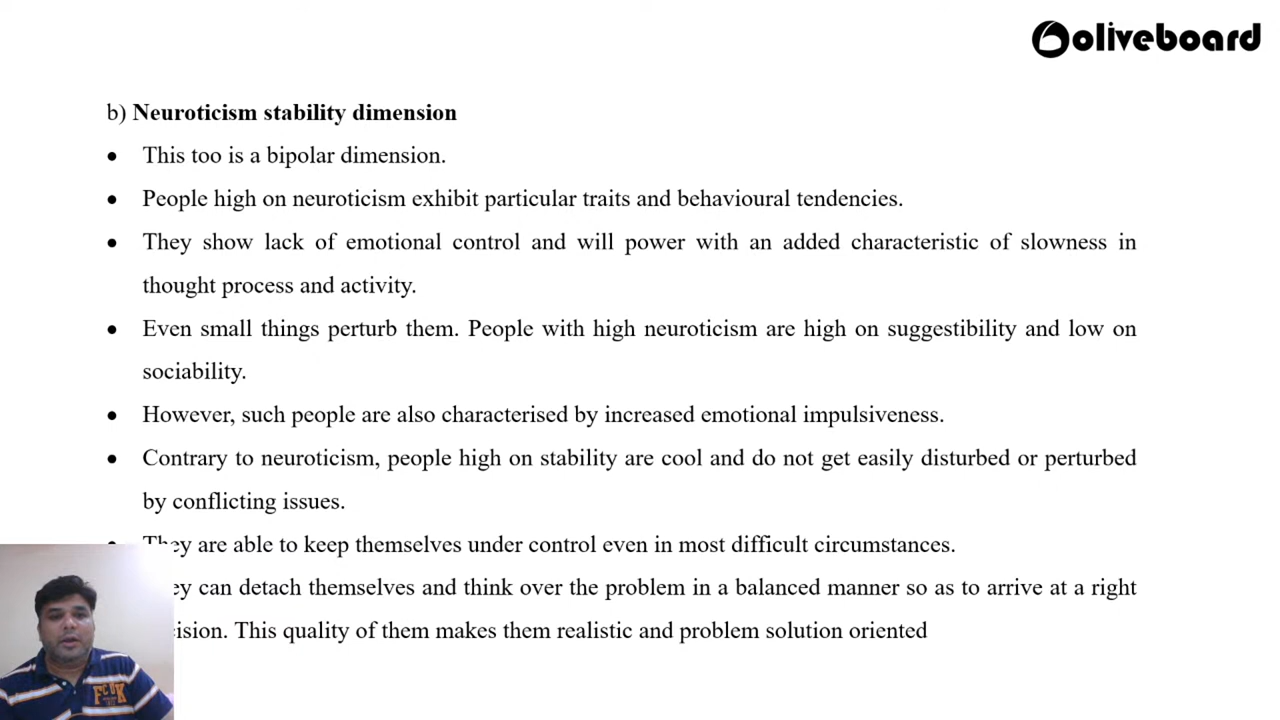 oliveboard
b) Neuroticism stability dimension
• This too is a bipolar dimension.
• People high on neuroticism exhibit particular traits and behavioural tendencies.
• They show lack of emotional control and will power with an added characteristic of slowness in
thought process and activity.
• Even small things perturb them. People with high neuroticism are high on suggestibility and low on
sociability.
• However, such people are also characterised by increased emotional impulsiveness.
• Contrary to neuroticism, people high on stability are cool and do not get easily disturbed or perturbed
by conflicting issues.
• They are able to keep themselves under control even in most difficult circumstances.
can detach themselves and think over the problem in a balanced manner so as to arrive at a right
This quality of them makes them realistic and problem solution oriented
FCUK